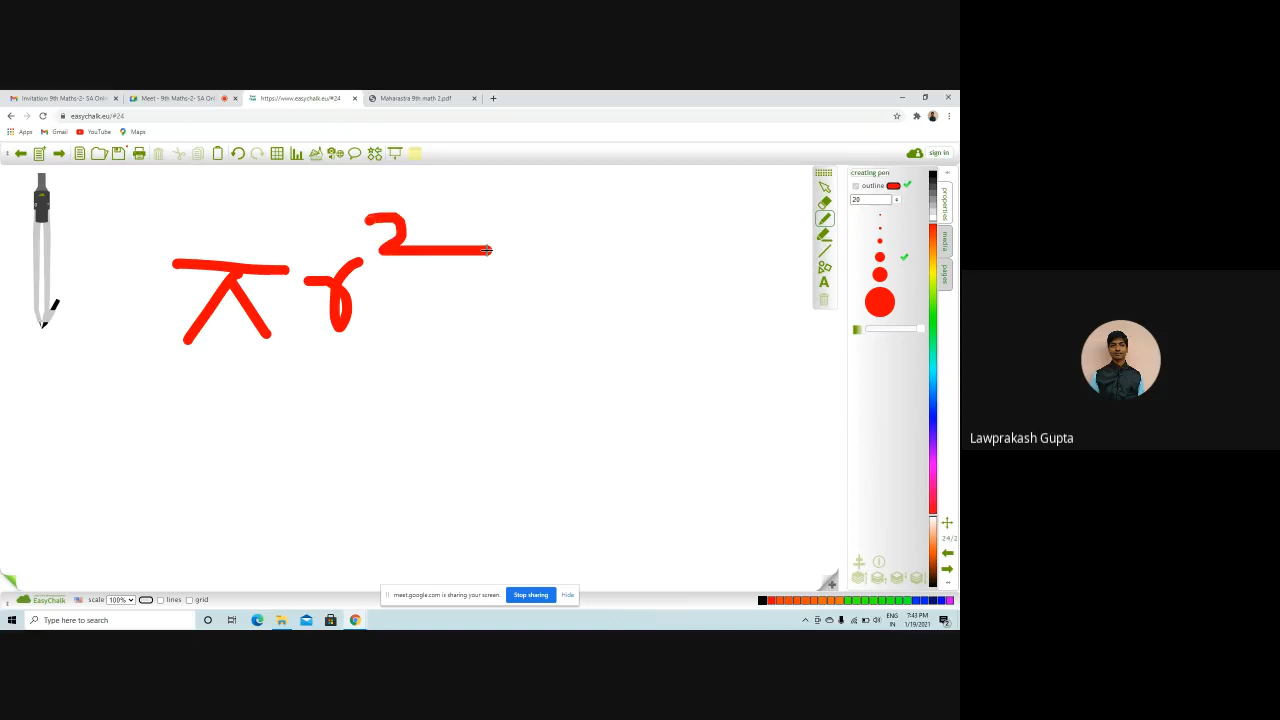 Invitation: 9th Maths-2- SA Onli
Meet - 9th Maths-2- SA Onl
https://www.easychalk.eu/#24
Maharastra 9th math 2.pdf
easychalk.eu/#24
Apps Gmail YouTube Maps
sign in
creating pen
outline
20
properties
media
pages
πr²
Lawprakash Gupta
24/2
meet.google.com is sharing your screen. Stop sharing Hide
EasyChalk scale 100% lines grid
Type here to search
ENG
IN
7:43 PM
1/19/2021
2